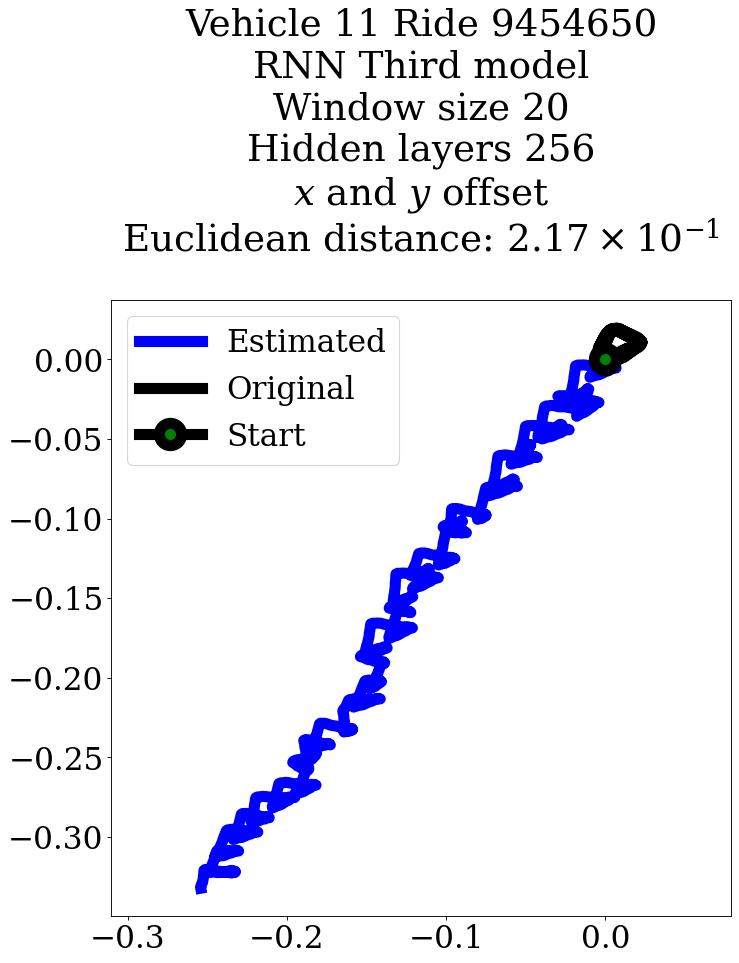 Vehicle 11 Ride 9454650
RNN Third model
Window size 20
Hidden layers 256
x and y offset
Euclidean distance: 2.17 × 10⁻¹
Estimated
Original
Start
0.00
−0.05
−0.10
−0.15
−0.20
−0.25
−0.30
−0.3 −0.2 −0.1 0.0